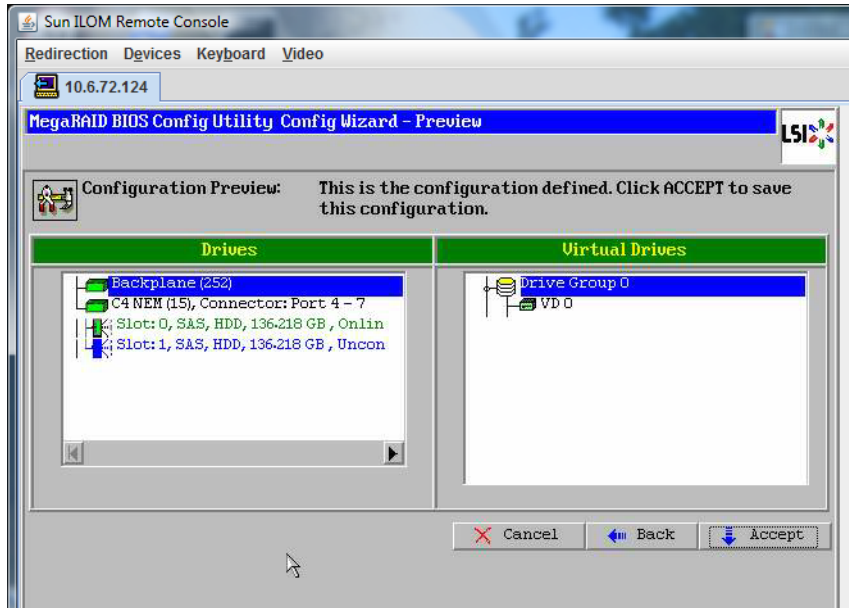 Sun ILOM Remote Console
Redirection Devices Keyboard Video
10.6.72.124
MegaRAID BIOS Config Utility Config Wizard - Preview
LSI
Configuration Preview: This is the configuration defined. Click ACCEPT to save
this configuration.
Drives
Backplane (252)
C4 NEM (15), Connector: Port 4 - 7
Slot: 0, SAS, HDD, 136.218 GB, Onlin
Slot: 1, SAS, HDD, 136.218 GB, Uncon
Virtual Drives
Drive Group 0
VD 0
Cancel
Back
Accept